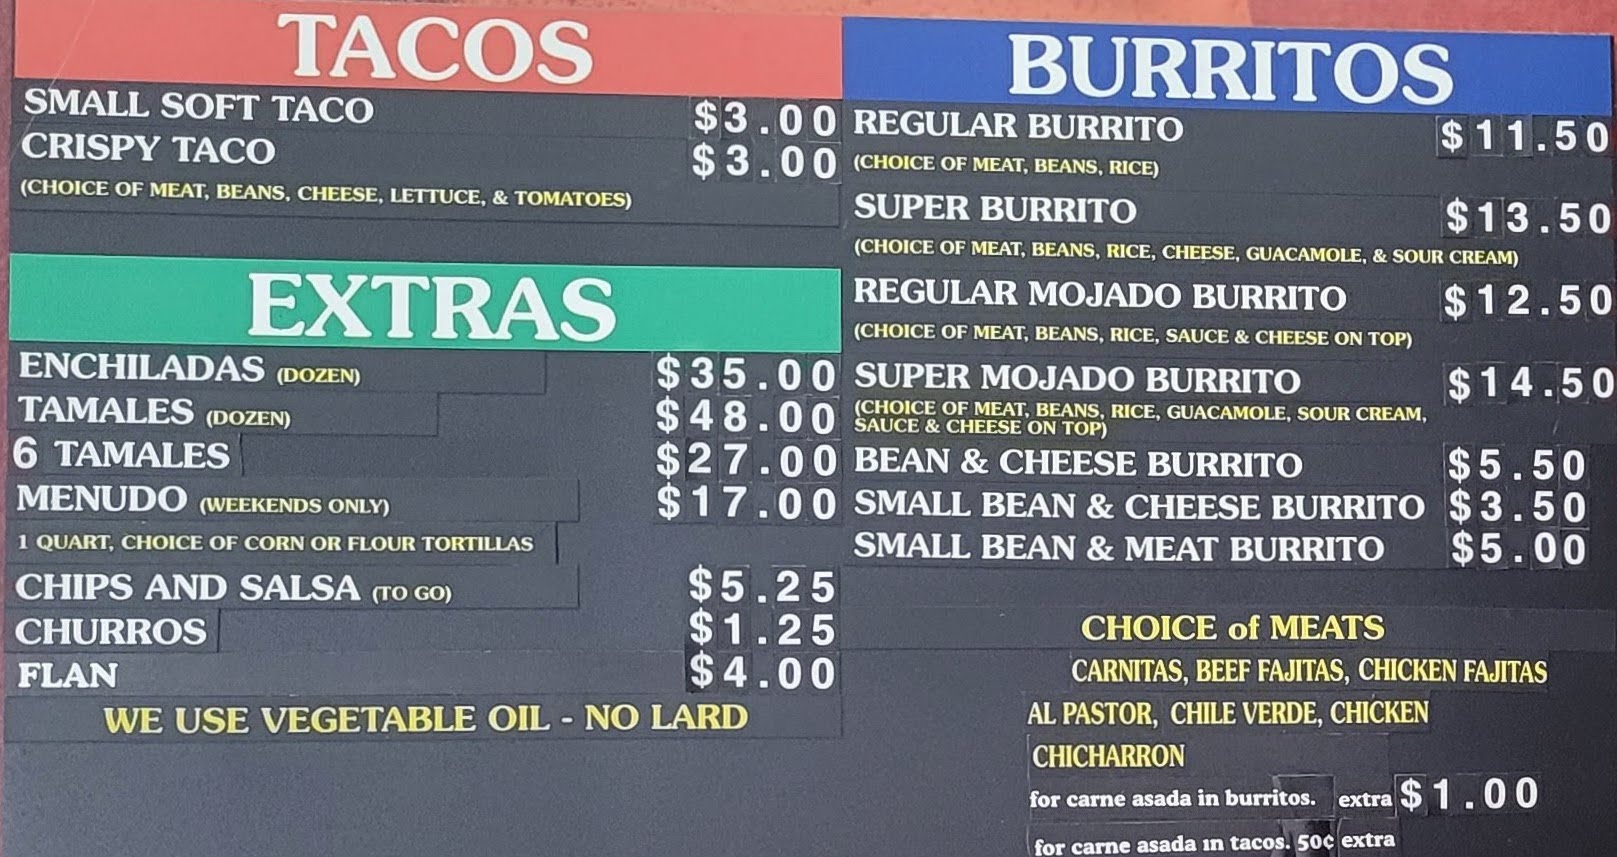 TACOS
SMALL SOFT TACO $3.00
CRISPY TACO $3.00
(CHOICE OF MEAT, BEANS, CHEESE, LETTUCE, & TOMATOES)
EXTRAS
ENCHILADAS (DOZEN) $35.00
TAMALES (DOZEN) $48.00
6 TAMALES $27.00
MENUDO (WEEKENDS ONLY) $17.00
1 QUART, CHOICE OF CORN OR FLOUR TORTILLAS
CHIPS AND SALSA (TO GO) $5.25
CHURROS $1.25
FLAN $4.00
WE USE VEGETABLE OIL - NO LARD
BURRITOS
REGULAR BURRITO $11.50
(CHOICE OF MEAT, BEANS, RICE)
SUPER BURRITO $13.50
(CHOICE OF MEAT, BEANS, RICE, CHEESE, GUACAMOLE, & SOUR CREAM)
REGULAR MOJADO BURRITO $12.50
(CHOICE OF MEAT, BEANS, RICE, SAUCE & CHEESE ON TOP)
SUPER MOJADO BURRITO $14.50
(CHOICE OF MEAT, BEANS, RICE, GUACAMOLE, SOUR CREAM,
SAUCE & CHEESE ON TOP)
BEAN & CHEESE BURRITO $5.50
SMALL BEAN & CHEESE BURRITO $3.50
SMALL BEAN & MEAT BURRITO $5.00
CHOICE of MEATS
CARNITAS, BEEF FAJITAS, CHICKEN FAJITAS
AL PASTOR, CHILE VERDE, CHICKEN
CHICHARRON
for carne asada in burritos. extra $1.00
for carne asada in tacos. 50¢ extra